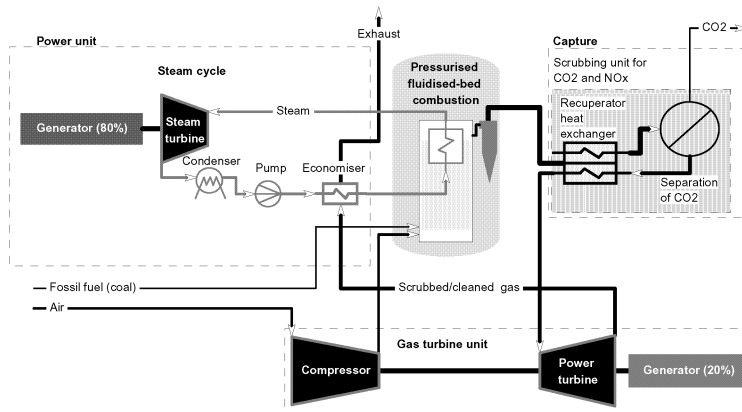 CO2
Exhaust
Power unit
Capture
Steam cycle
Pressurised
fluidised-bed
combustion
Scrubbing unit for
CO2 and NOx
Recuperator
heat
exchanger
Steam
Generator (80%)
Steam
turbine
Condenser
Pump
Economiser
Separation
of CO2
Fossil fuel (coal)
Scrubbed/cleaned gas
Air
Gas turbine unit
Compressor
Power
turbine
Generator (20%)